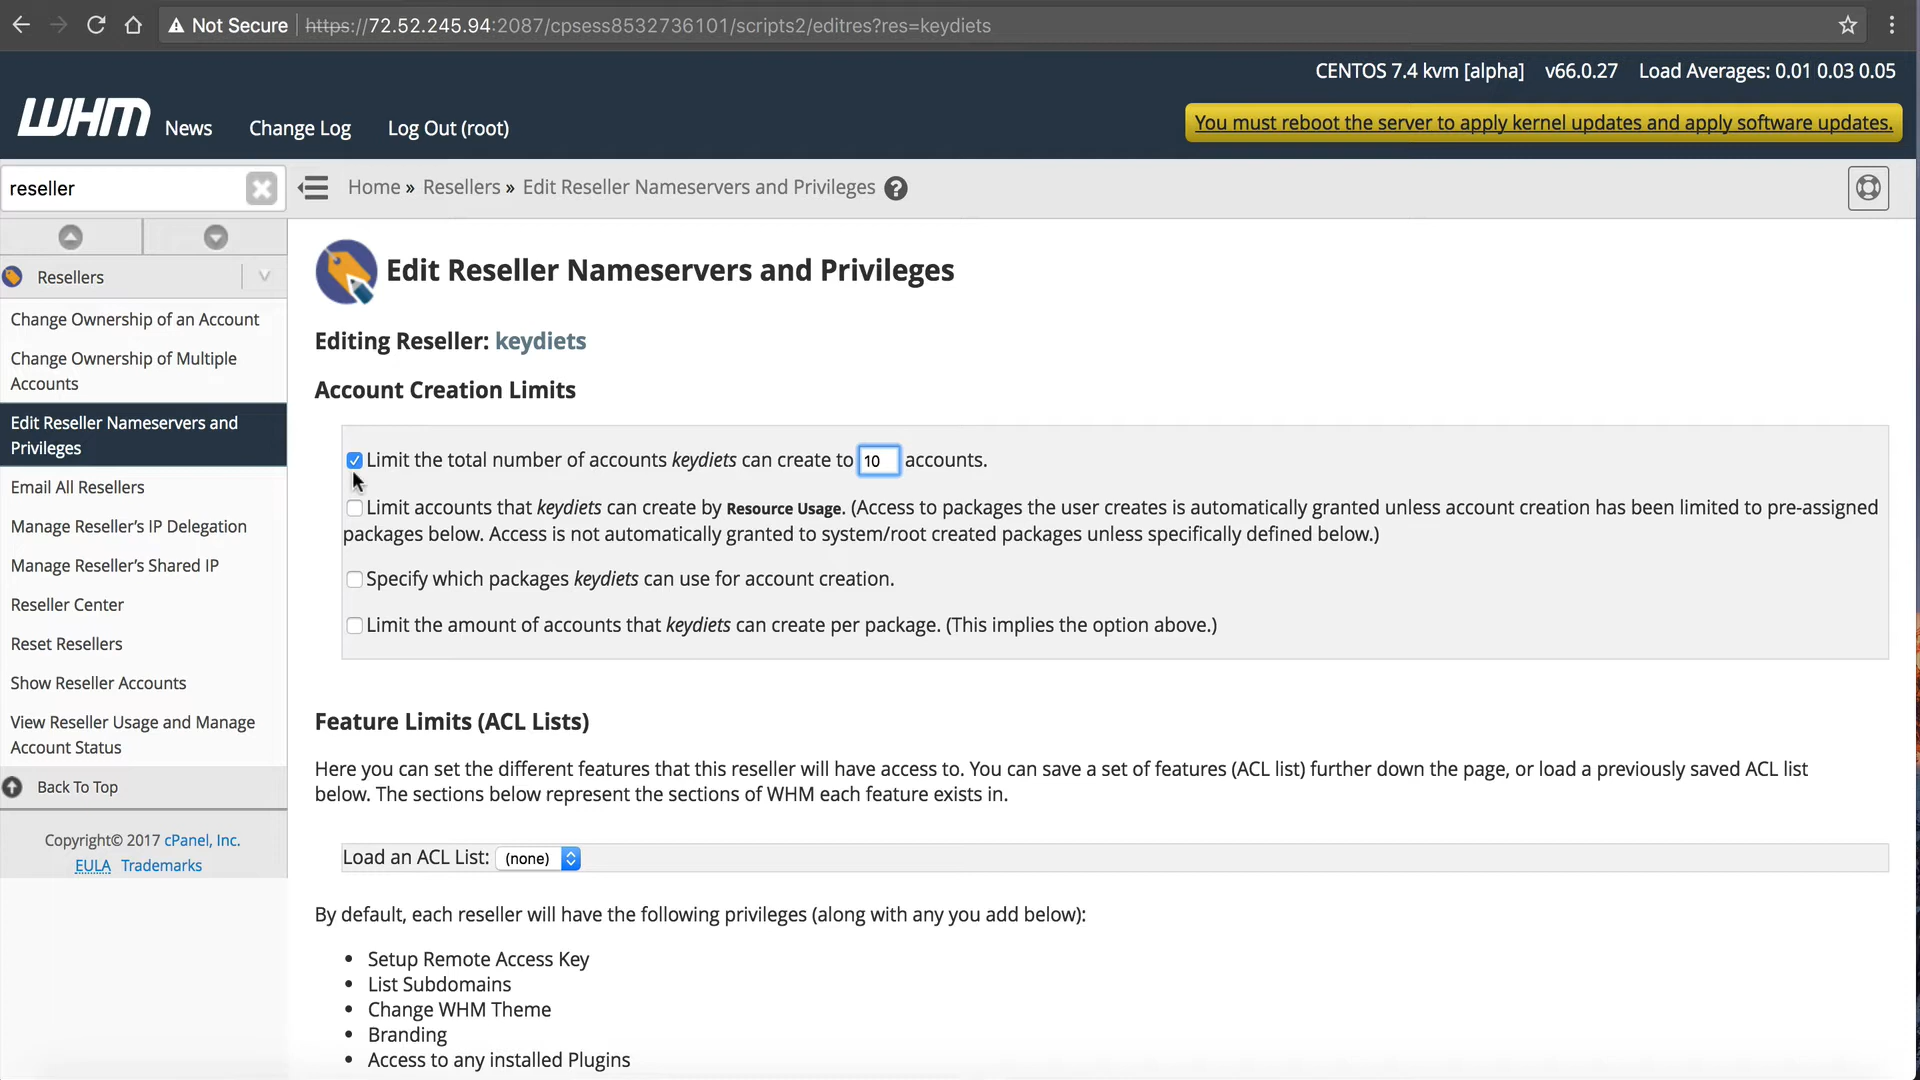 Not Secure https://72.52.245.94:2087/cpsess8532736101/scripts2/editres?res=keydiets
CENTOS 7.4 kvm [alpha] v66.0.27 Load Averages: 0.01 0.03 0.05
WHM News Change Log Log Out (root)
You must reboot the server to apply kernel updates and apply software updates.
reseller
Home » Resellers » Edit Reseller Nameservers and Privileges ?
Resellers
Change Ownership of an Account
Change Ownership of Multiple
Accounts
Edit Reseller Nameservers and
Privileges
Email All Resellers
Manage Reseller’s IP Delegation
Manage Reseller’s Shared IP
Reseller Center
Reset Resellers
Show Reseller Accounts
View Reseller Usage and Manage
Account Status
Back To Top
Copyright© 2017 cPanel, Inc.
EULA Trademarks
Edit Reseller Nameservers and Privileges
Editing Reseller: keydiets
Account Creation Limits
Limit the total number of accounts keydiets can create to 10 accounts.
Limit accounts that keydiets can create by Resource Usage. (Access to packages the user creates is automatically granted unless account creation has been limited to pre-assigned
packages below. Access is not automatically granted to system/root created packages unless specifically defined below.)
Specify which packages keydiets can use for account creation.
Limit the amount of accounts that keydiets can create per package. (This implies the option above.)
Feature Limits (ACL Lists)
Here you can set the different features that this reseller will have access to. You can save a set of features (ACL list) further down the page, or load a previously saved ACL list
below. The sections below represent the sections of WHM each feature exists in.
Load an ACL List: (none)
By default, each reseller will have the following privileges (along with any you add below):
• Setup Remote Access Key
• List Subdomains
• Change WHM Theme
• Branding
• Access to any installed Plugins